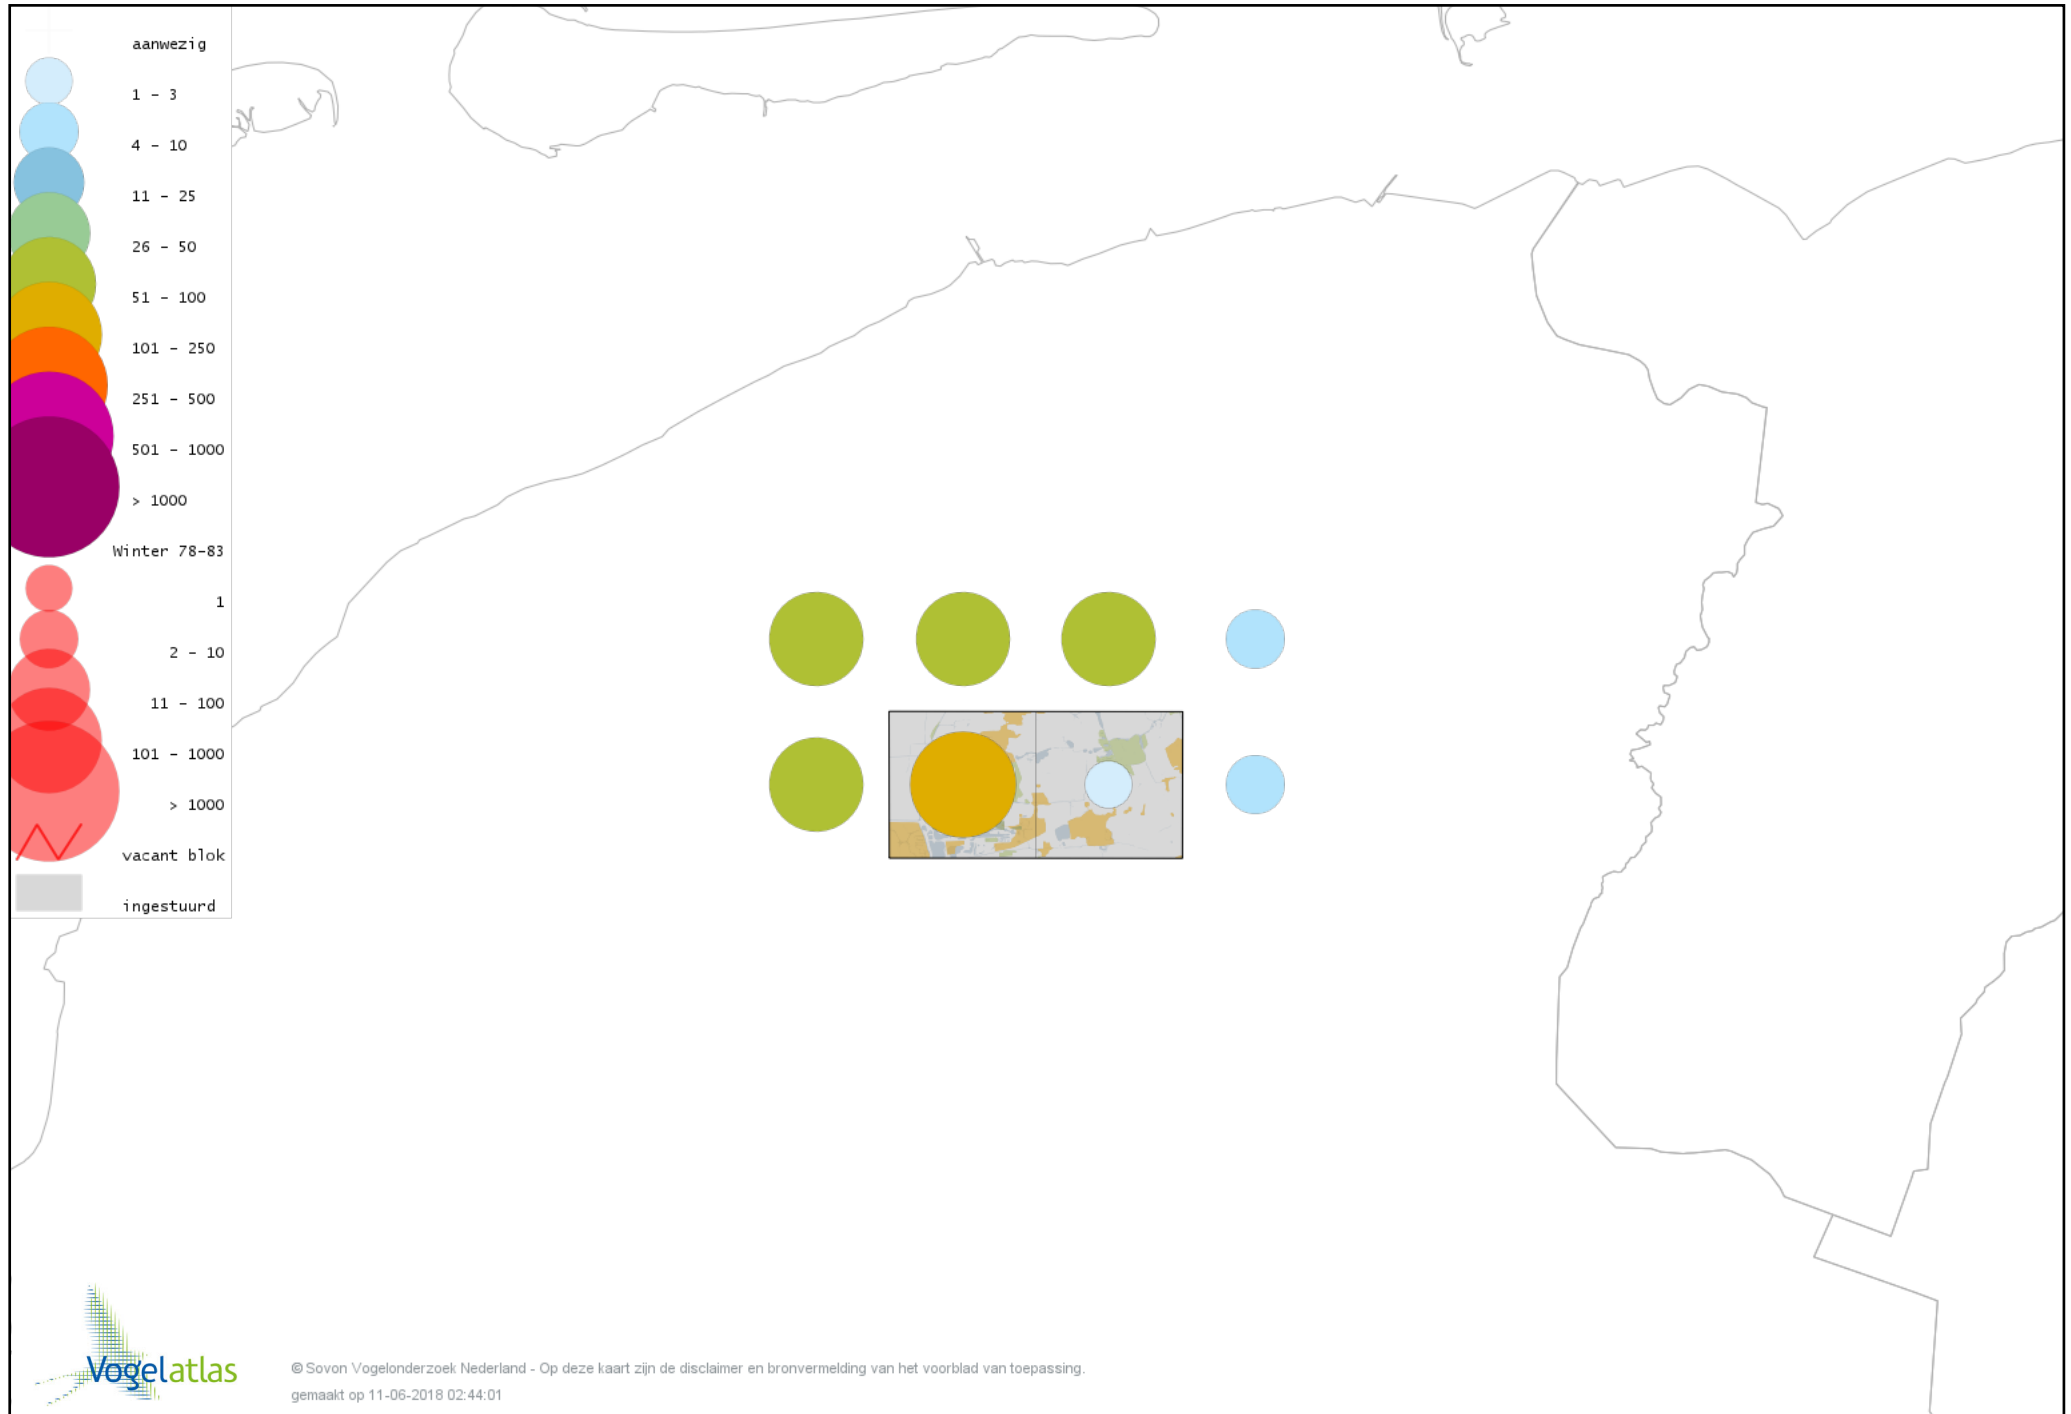 aanwezig
1 - 3
4 - 10
11 - 25
26 - 50
51 - 100
101 - 250
251 - 500
501 - 1000
> 1000
Winter 78-83
1
2 - 10
11 - 100
101 - 1000
> 1000
vacant blok
ingestuurd
Vogelatlas
© Sovon Vogelonderzoek Nederland - Op deze kaart zijn de disclaimer en bronvermelding van het voorblad van toepassing.
gemaakt op 11-06-2018 02:44:01